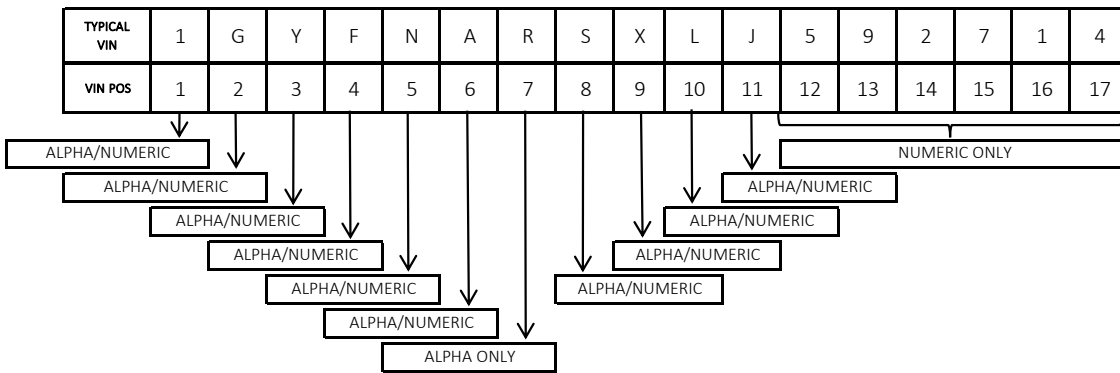 TYPICAL VIN 1 G Y F N A R S X L J 5 9 2 7 1 4
VIN POS 1 2 3 4 5 6 7 8 9 10 11 12 13 14 15 16 17
ALPHA/NUMERIC NUMERIC ONLY
ALPHA/NUMERIC ALPHA/NUMERIC
ALPHA/NUMERIC ALPHA/NUMERIC
ALPHA/NUMERIC ALPHA/NUMERIC
ALPHA/NUMERIC ALPHA/NUMERIC
ALPHA/NUMERIC
ALPHA ONLY